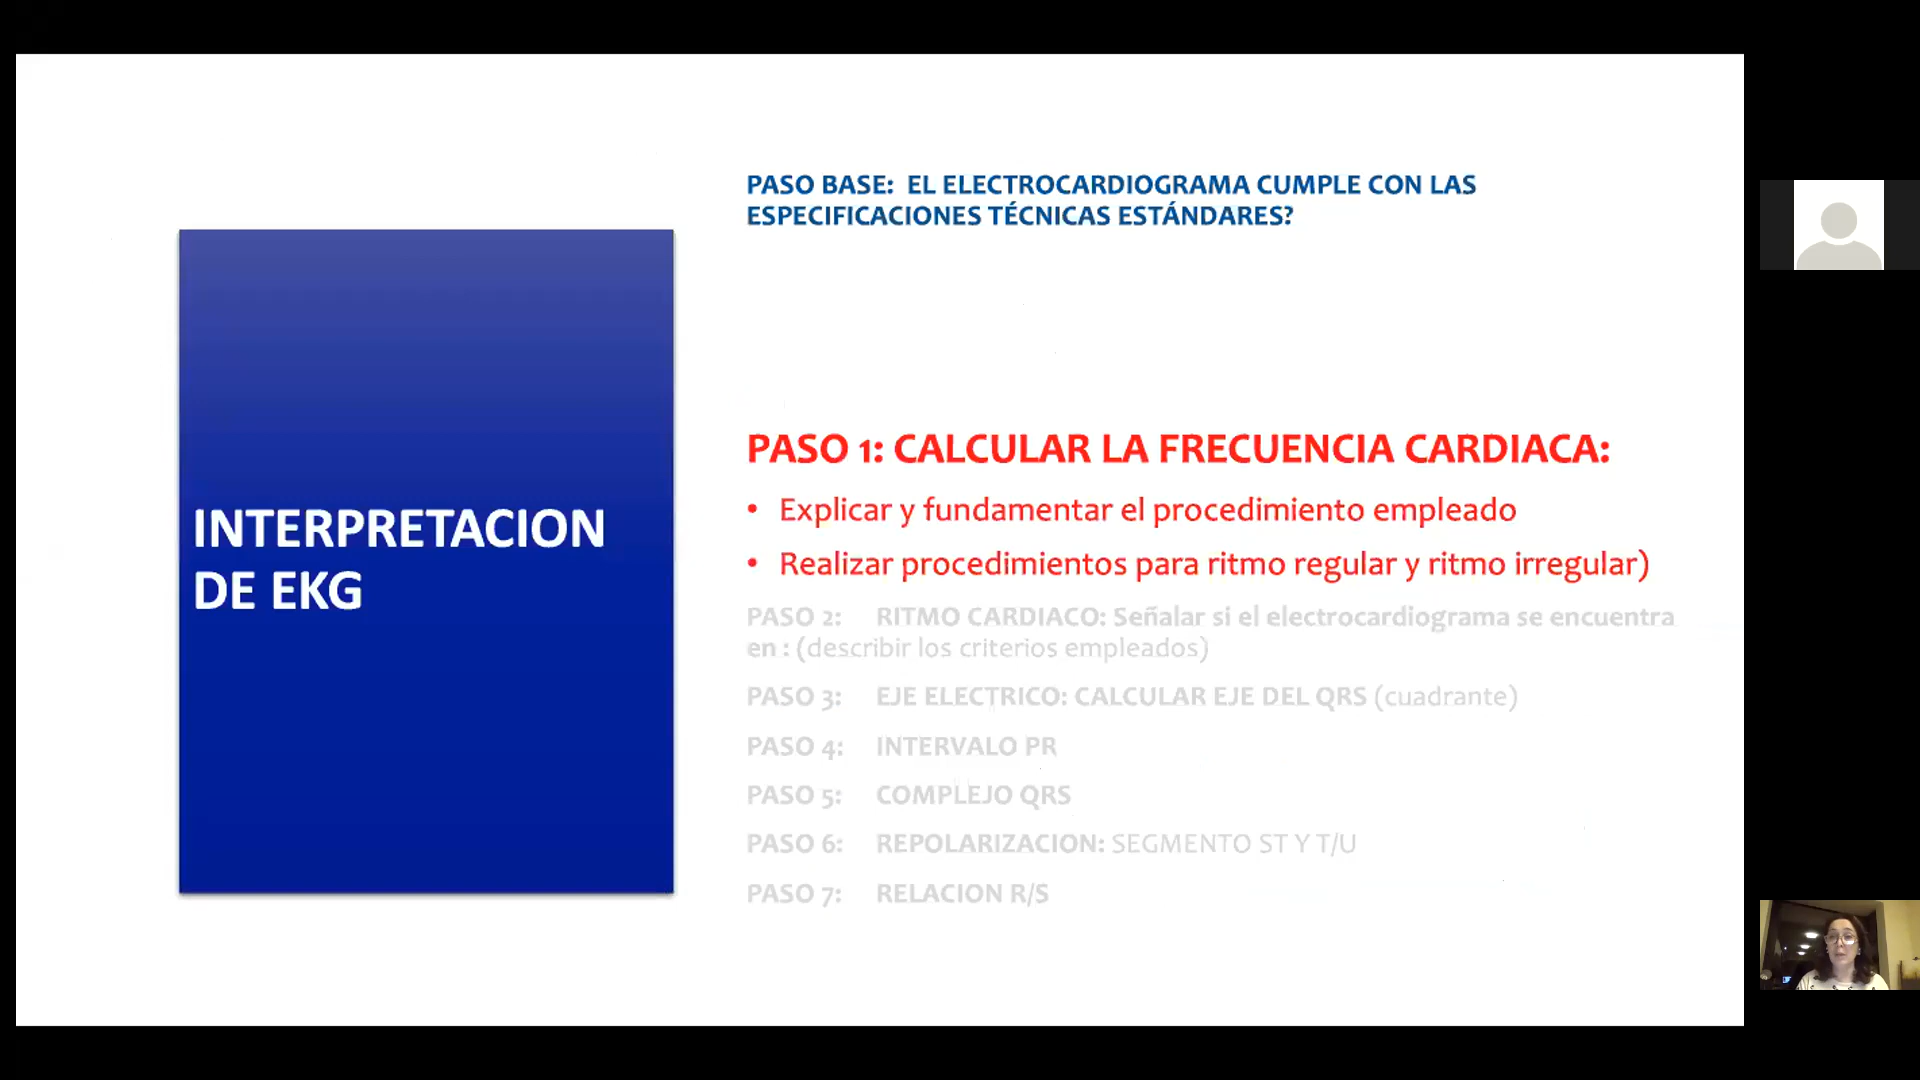 INTERPRETACION
DE EKG
PASO BASE: EL ELECTROCARDIOGRAMA CUMPLE CON LAS
ESPECIFICACIONES TÉCNICAS ESTÁNDARES?
PASO 1: CALCULAR LA FRECUENCIA CARDIACA:
• Explicar y fundamentar el procedimiento empleado
• Realizar procedimientos para ritmo regular y ritmo irregular)
PASO 2: RITMO CARDIACO: Señalar si el electrocardiograma se encuentra
en : (describir los criterios empleados)
PASO 3: EJE ELECTRICO: CALCULAR EJE DEL QRS (cuadrante)
PASO 4: INTERVALO PR
PASO 5: COMPLEJO QRS
PASO 6: REPOLARIZACION: SEGMENTO ST Y T/U
PASO 7: RELACION R/S